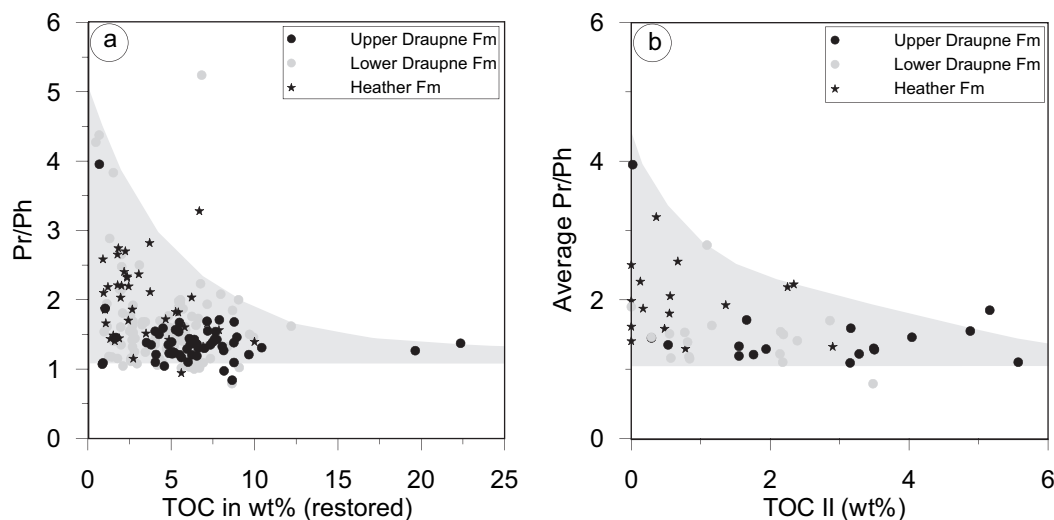 a
Upper Draupne Fm
Lower Draupne Fm
Heather Fm
6
5
4
3
2
1
0
Pr/Ph
0 5 10 15 20 25
TOC in wt% (restored)
b
Upper Draupne Fm
Lower Draupne Fm
Heather Fm
6
4
2
0
Average Pr/Ph
0 2 4 6
TOC II (wt%)